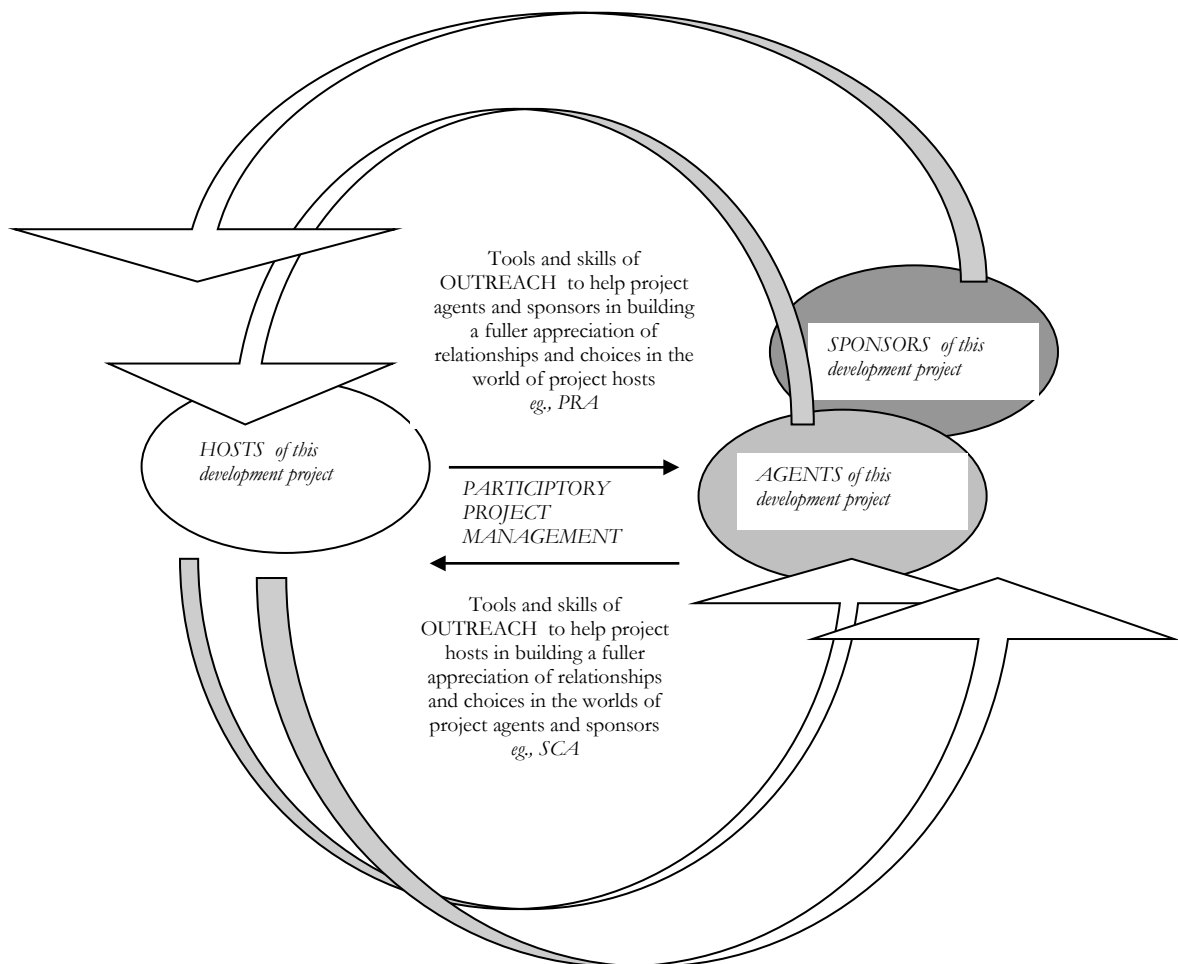 Tools and skills of
OUTREACH to help project
agents and sponsors in building
a fuller appreciation of
relationships and choices in the
world of project hosts
eg., PRA
SPONSORS of this
development project
HOSTS of this
development project
AGENTS of this
development project
PARTICIPTORY
PROJECT
MANAGEMENT
Tools and skills of
OUTREACH to help project
hosts in building a fuller
appreciation of relationships
and choices in the worlds of
project agents and sponsors
eg., SCA